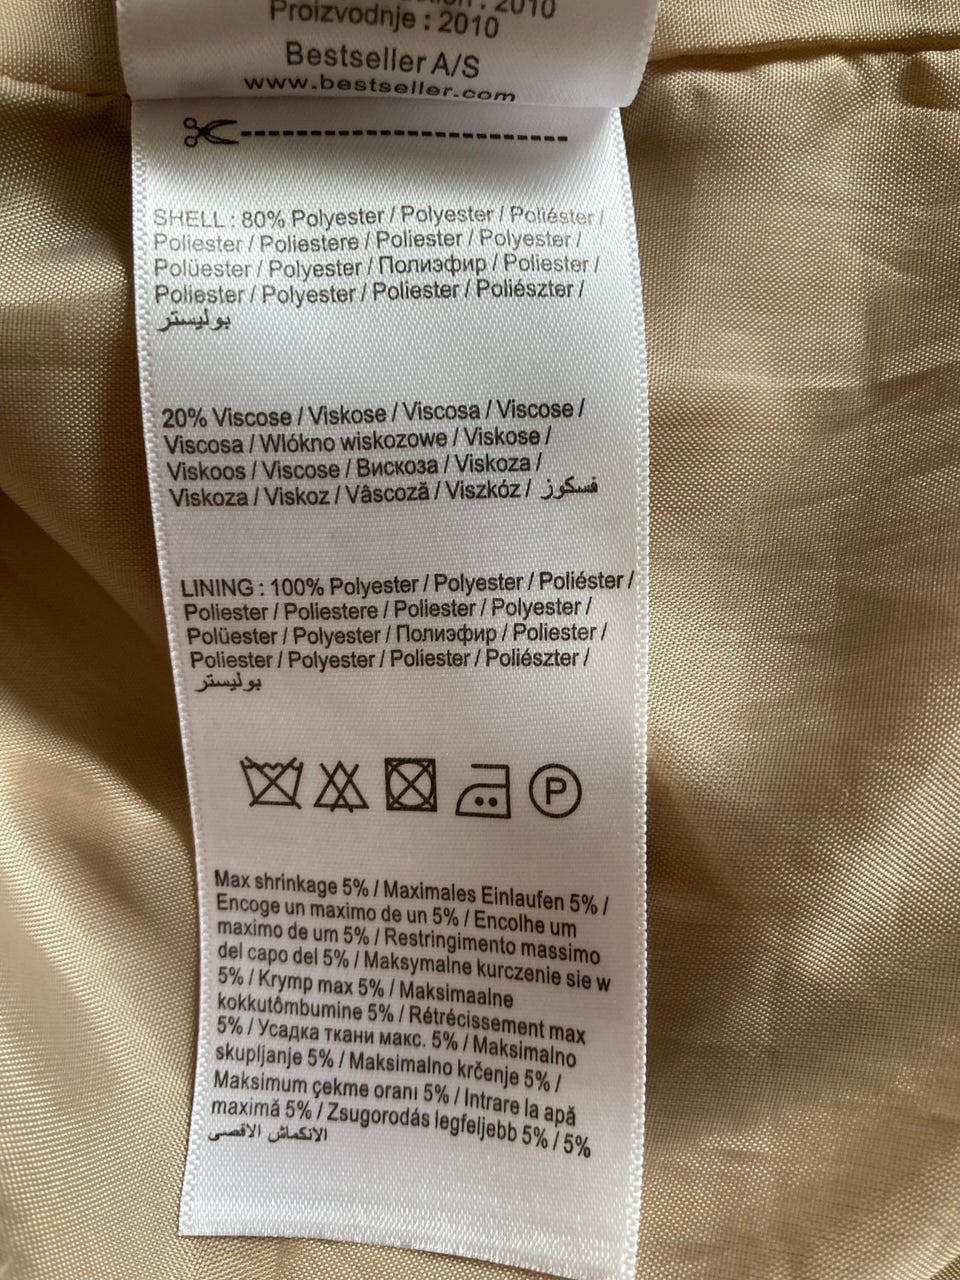 : 2010
Proizvodnje : 2010
Bestseller A/S
www.bestseller.com
SHELL : 80% Polyester / Polyester / Poliéster /
Poliester / Poliestere / Poliester / Polyester /
Polüester / Polyester / Полиэфир / Poliester /
Poliester / Polyester / Poliester / Poliészter /
بوليستر
20% Viscose / Viskose / Viscosa / Viscose /
Viscosa / Wlókno wiskozowe / Viskose /
Viskoos / Viscose / Вискоза / Viskoza /
Viskoza / Viskoz / Vâscoză / Viszkóz / فسكوز
LINING : 100% Polyester / Polyester / Poliéster /
Poliester / Poliestere / Poliester / Polyester /
Polüester / Polyester / Полиэфир / Poliester /
Poliester / Polyester / Poliester / Poliészter /
بوليستر
P
Max shrinkage 5% / Maximales Einlaufen 5% /
Encoge un maximo de un 5% / Encolhe um
maximo de um 5% / Restringimento massimo
del capo del 5% / Maksymalne kurczenie sie w
5% / Krymp max 5% / Maksimaalne
kokkutômbumine 5% / Rétrécissement max
5% / Усадка ткани макс. 5% / Maksimalno
skupljanje 5% / Maksimalno krčenje 5% /
Maksimum çekme oranı 5% / Intrare la apă
maximă 5% / Zsugorodás legfeljebb 5% / 5%
الانكماش الاقصى